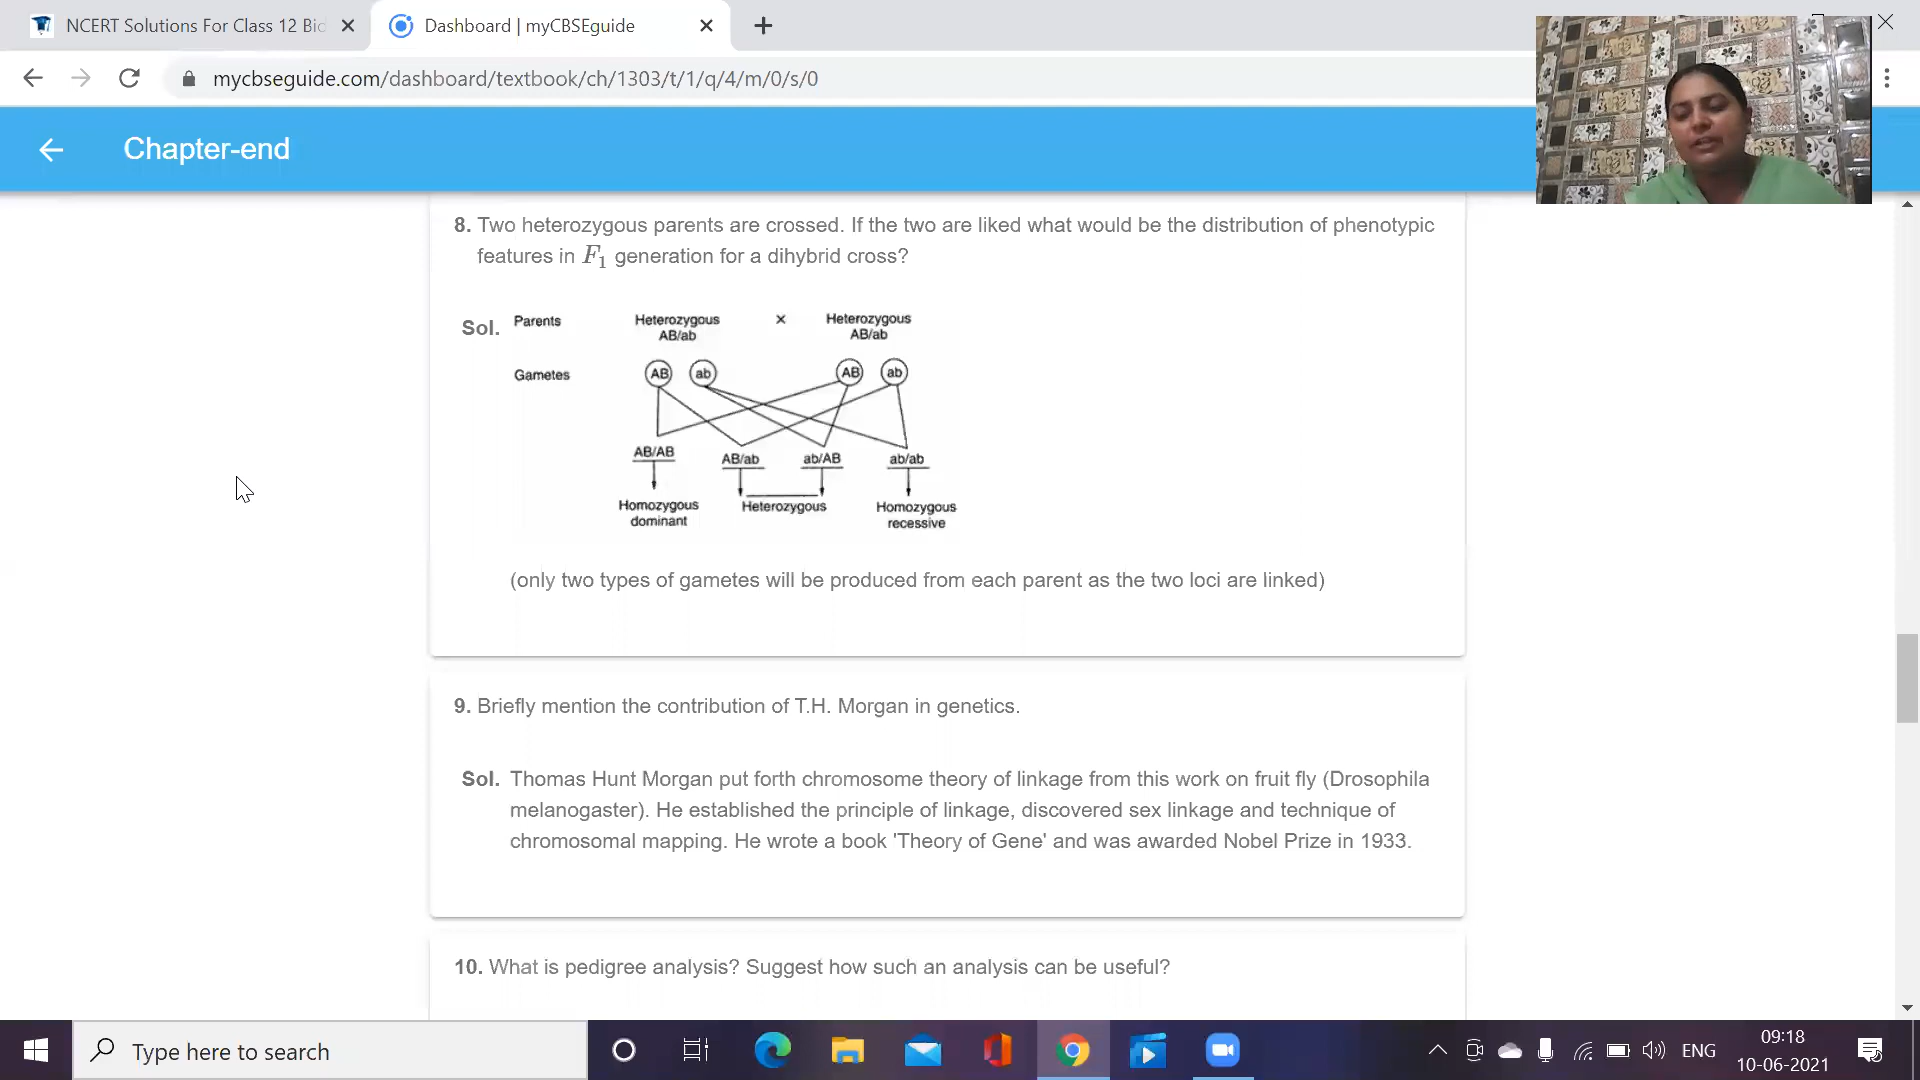 NCERT Solutions For Class 12 Bio
Dashboard | myCBSEguide
mycbseguide.com/dashboard/textbook/ch/1303/t/1/q/4/m/0/s/0
Chapter-end
8. Two heterozygous parents are crossed. If the two are liked what would be the distribution of phenotypic
features in F1 generation for a dihybrid cross?
Sol. Parents Heterozygous × Heterozygous
AB/ab AB/ab
Gametes AB ab AB ab
AB/AB AB/ab ab/AB ab/ab
Homozygous Heterozygous Homozygous
dominant recessive
(only two types of gametes will be produced from each parent as the two loci are linked)
9. Briefly mention the contribution of T.H. Morgan in genetics.
Sol. Thomas Hunt Morgan put forth chromosome theory of linkage from this work on fruit fly (Drosophila
melanogaster). He established the principle of linkage, discovered sex linkage and technique of
chromosomal mapping. He wrote a book 'Theory of Gene' and was awarded Nobel Prize in 1933.
10. What is pedigree analysis? Suggest how such an analysis can be useful?
Type here to search
ENG
09:18
10-06-2021